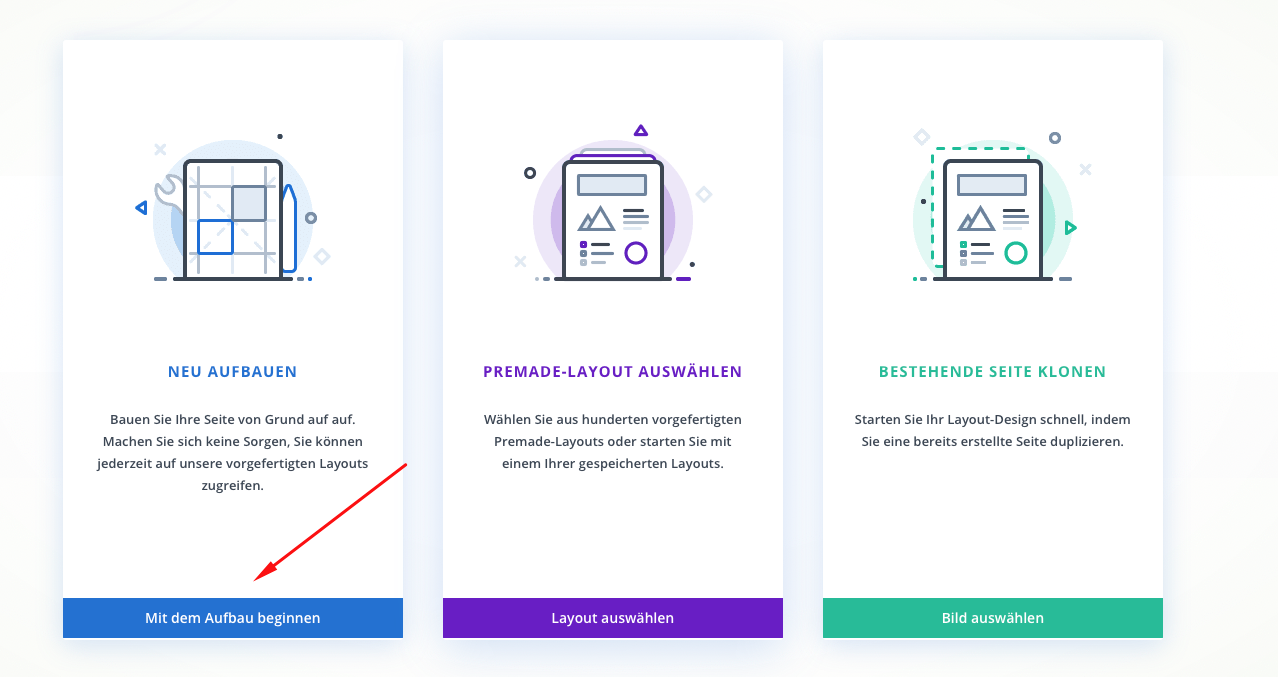 NEU AUFBAUEN
Bauen Sie Ihre Seite von Grund auf auf.
Machen Sie sich keine Sorgen, Sie können
jederzeit auf unsere vorgefertigten Layouts
zugreifen.
Mit dem Aufbau beginnen
PREMADE-LAYOUT AUSWÄHLEN
Wählen Sie aus hunderten vorgefertigten
Premade-Layouts oder starten Sie mit
einem Ihrer gespeicherten Layouts.
Layout auswählen
BESTEHENDE SEITE KLONEN
Starten Sie Ihr Layout-Design schnell, indem
Sie eine bereits erstellte Seite duplizieren.
Bild auswählen